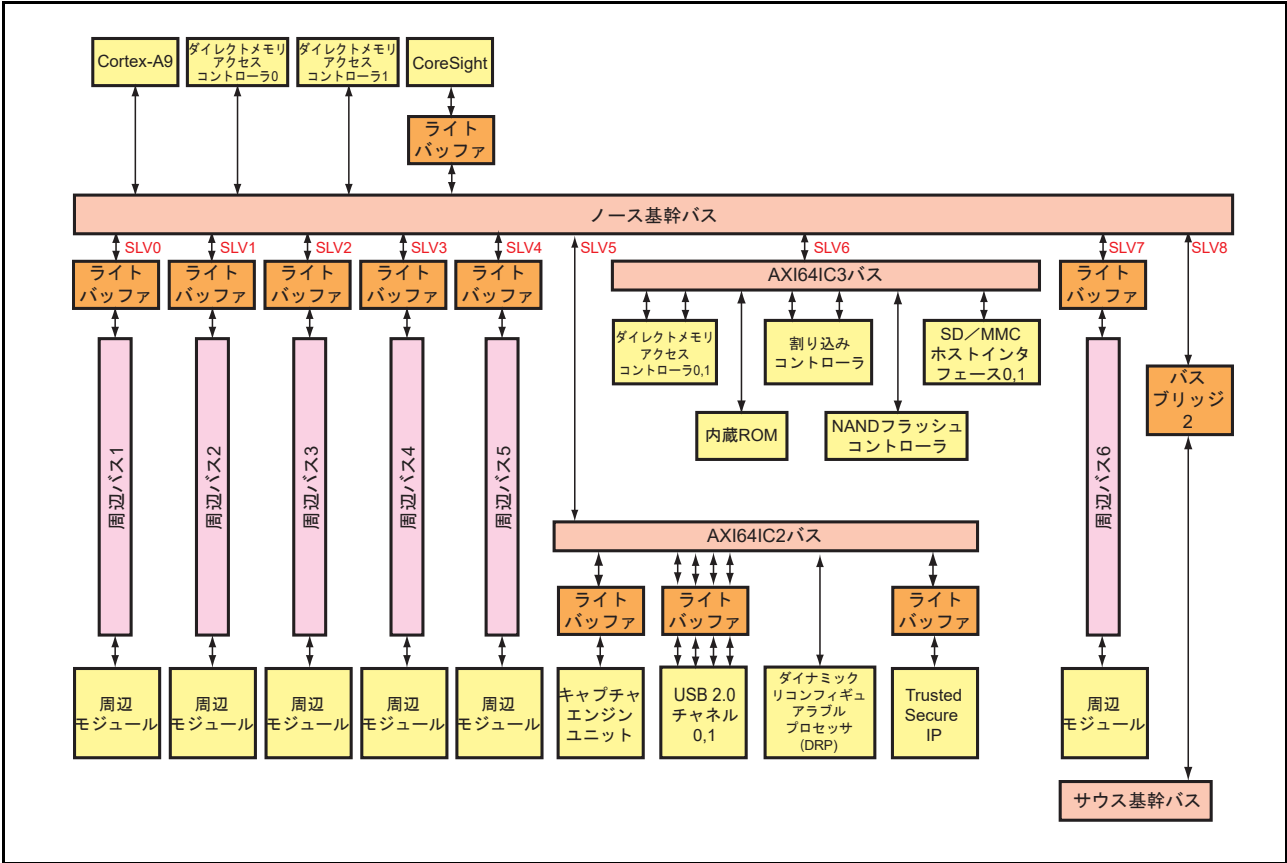 Cortex-A9
ダイレクトメモリ
アクセス
コントローラ0
ダイレクトメモリ
アクセス
コントローラ1
CoreSight
ライト
バッファ
ノース基幹バス
SLV0
SLV1
SLV2
SLV3
SLV4
SLV5
SLV6
SLV7
SLV8
ライト
バッファ
ライト
バッファ
ライト
バッファ
ライト
バッファ
ライト
バッファ
AXI64IC3バス
ライト
バッファ
ダイレクトメモリ
アクセス
コントローラ0,1
割り込み
コントローラ
SD／MMC
ホストインタ
フェース0,1
バス
ブリッジ
2
内蔵ROM
NANDフラッシュ
コントローラ
周辺バス1
周辺バス2
周辺バス3
周辺バス4
周辺バス5
周辺バス6
AXI64IC2バス
ライト
バッファ
ライト
バッファ
ライト
バッファ
周辺
モジュール
周辺
モジュール
周辺
モジュール
周辺
モジュール
周辺
モジュール
キャプチャ
エンジン
ユニット
USB 2.0
チャネル
0,1
ダイナミック
リコンフィギュ
アラブル
プロセッサ
(DRP)
Trusted
Secure
IP
周辺
モジュール
サウス基幹バス